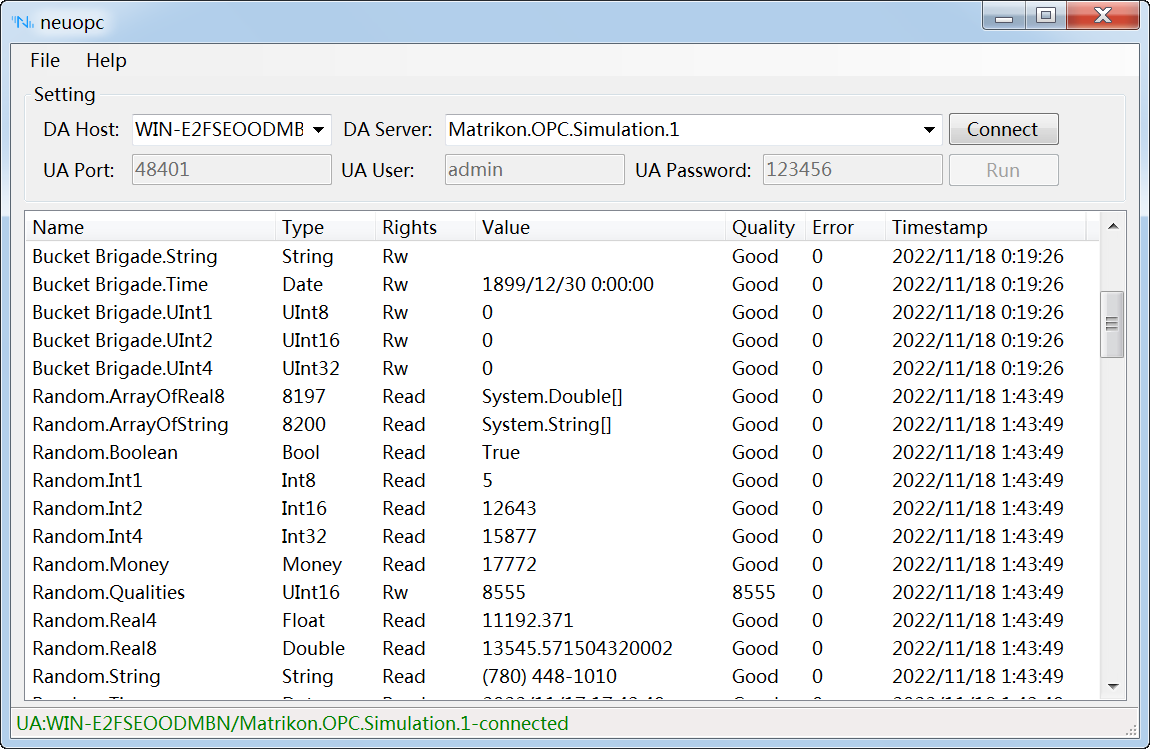 neuopc
File Help
Setting
DA Host: WIN-E2FSEOODMB DA Server: Matrikon.OPC.Simulation.1 Connect
UA Port: 48401 UA User: admin UA Password: 123456 Run
Name Type Rights Value Quality Error Timestamp
Bucket Brigade.String String Rw Good 0 2022/11/18 0:19:26
Bucket Brigade.Time Date Rw 1899/12/30 0:00:00 Good 0 2022/11/18 0:19:26
Bucket Brigade.UInt1 UInt8 Rw 0 Good 0 2022/11/18 0:19:26
Bucket Brigade.UInt2 UInt16 Rw 0 Good 0 2022/11/18 0:19:26
Bucket Brigade.UInt4 UInt32 Rw 0 Good 0 2022/11/18 0:19:26
Random.ArrayOfReal8 8197 Read System.Double[] Good 0 2022/11/18 1:43:49
Random.ArrayOfString 8200 Read System.String[] Good 0 2022/11/18 1:43:49
Random.Boolean Bool Read True Good 0 2022/11/18 1:43:49
Random.Int1 Int8 Read 5 Good 0 2022/11/18 1:43:49
Random.Int2 Int16 Read 12643 Good 0 2022/11/18 1:43:49
Random.Int4 Int32 Read 15877 Good 0 2022/11/18 1:43:49
Random.Money Money Read 17772 Good 0 2022/11/18 1:43:49
Random.Qualities UInt16 Rw 8555 8555 0 2022/11/18 1:43:49
Random.Real4 Float Read 11192.371 Good 0 2022/11/18 1:43:49
Random.Real8 Double Read 13545.571504320002 Good 0 2022/11/18 1:43:49
Random.String String Read (780) 448-1010 Good 0 2022/11/18 1:43:49
UA:WIN-E2FSEOODMBN/Matrikon.OPC.Simulation.1-connected